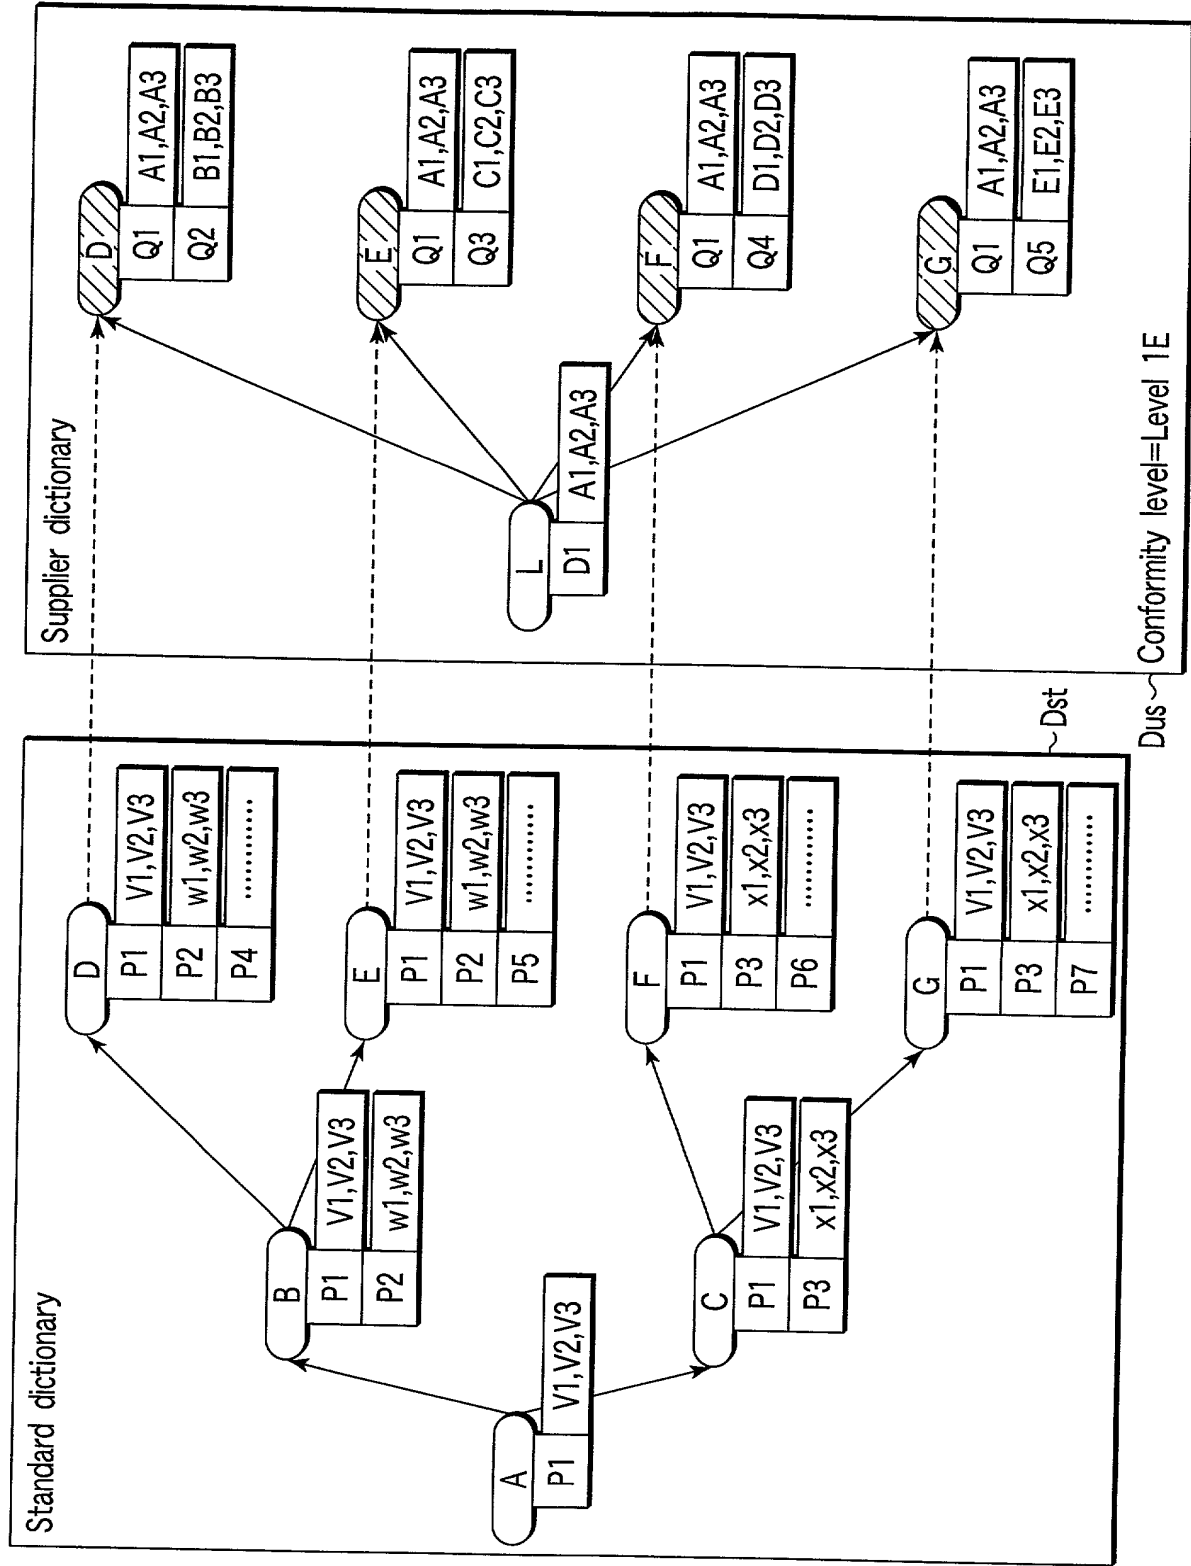 Standard dictionary
A
P1 V1,V2,V3
B
P1 V1,V2,V3
P2 w1,w2,w3
C
P1 V1,V2,V3
P3 x1,x2,x3
D
P1 V1,V2,V3
P2 w1,w2,w3
P4 ..........
E
P1 V1,V2,V3
P2 w1,w2,w3
P5 ..........
F
P1 V1,V2,V3
P3 x1,x2,x3
P6 ..........
G
P1 V1,V2,V3
P3 x1,x2,x3
P7 ..........
Dst
Supplier dictionary
L
D1 A1,A2,A3
D
Q1 A1,A2,A3
Q2 B1,B2,B3
E
Q1 A1,A2,A3
Q3 C1,C2,C3
F
Q1 A1,A2,A3
Q4 D1,D2,D3
G
Q1 A1,A2,A3
Q5 E1,E2,E3
Dus Conformity level=Level 1E